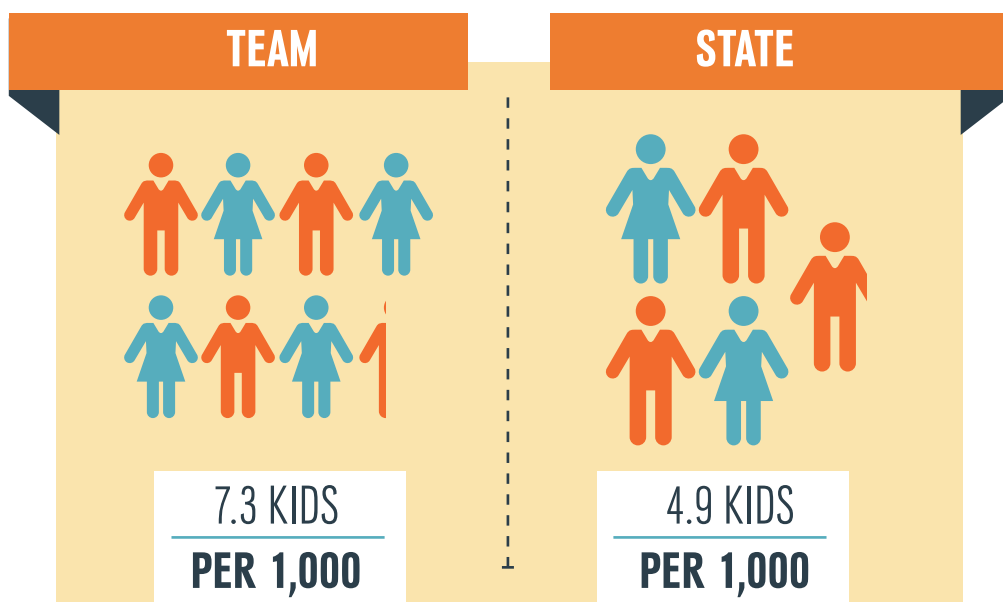 TEAM
STATE
7.3 KIDS
PER 1,000
4.9 KIDS
PER 1,000